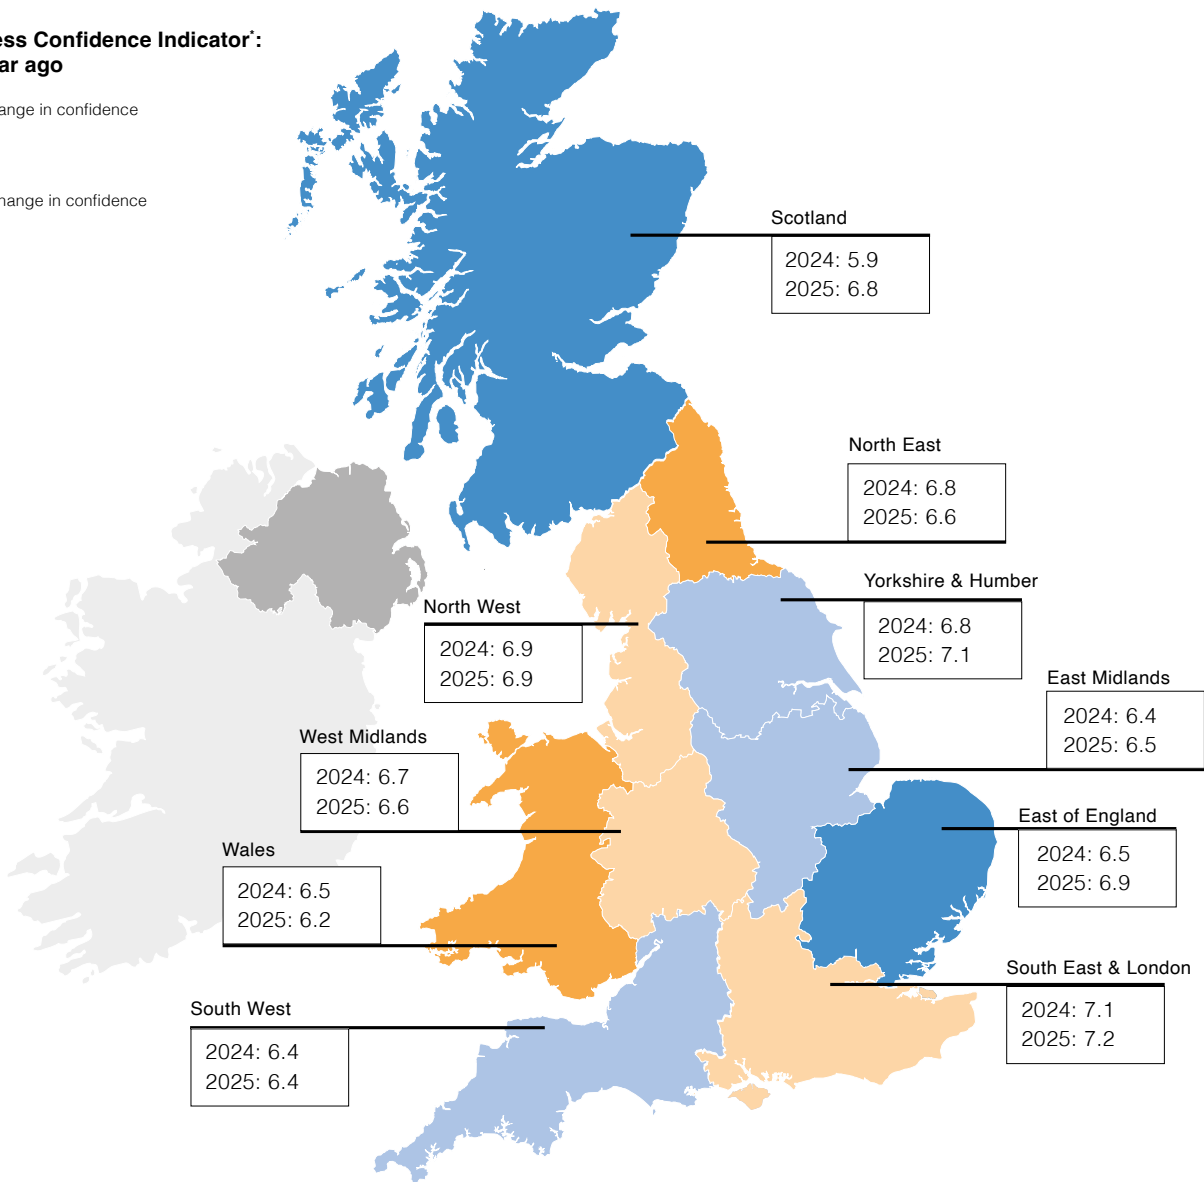 ess Confidence Indicator*:
ar ago
ange in confidence
hange in confidence
Scotland
2024: 5.9
2025: 6.8
North East
2024: 6.8
2025: 6.6
Yorkshire & Humber
2024: 6.8
2025: 7.1
North West
2024: 6.9
2025: 6.9
East Midlands
2024: 6.4
2025: 6.5
West Midlands
2024: 6.7
2025: 6.6
East of England
2024: 6.5
2025: 6.9
Wales
2024: 6.5
2025: 6.2
South East & London
2024: 7.1
2025: 7.2
South West
2024: 6.4
2025: 6.4